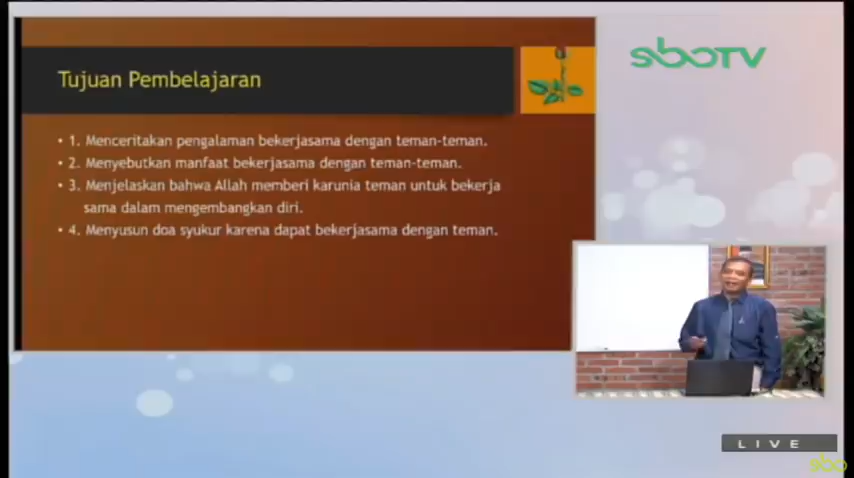 sboTV
Tujuan Pembelajaran
• 1. Menceritakan pengalaman bekerjasama dengan teman-teman.
• 2. Menyebutkan manfaat bekerjasama dengan teman-teman.
• 3. Menjelaskan bahwa Allah memberi karunia teman untuk bekerja
sama dalam mengembangkan diri.
• 4. Menyusun doa syukur karena dapat bekerjasama dengan teman.
LIVE
sbo